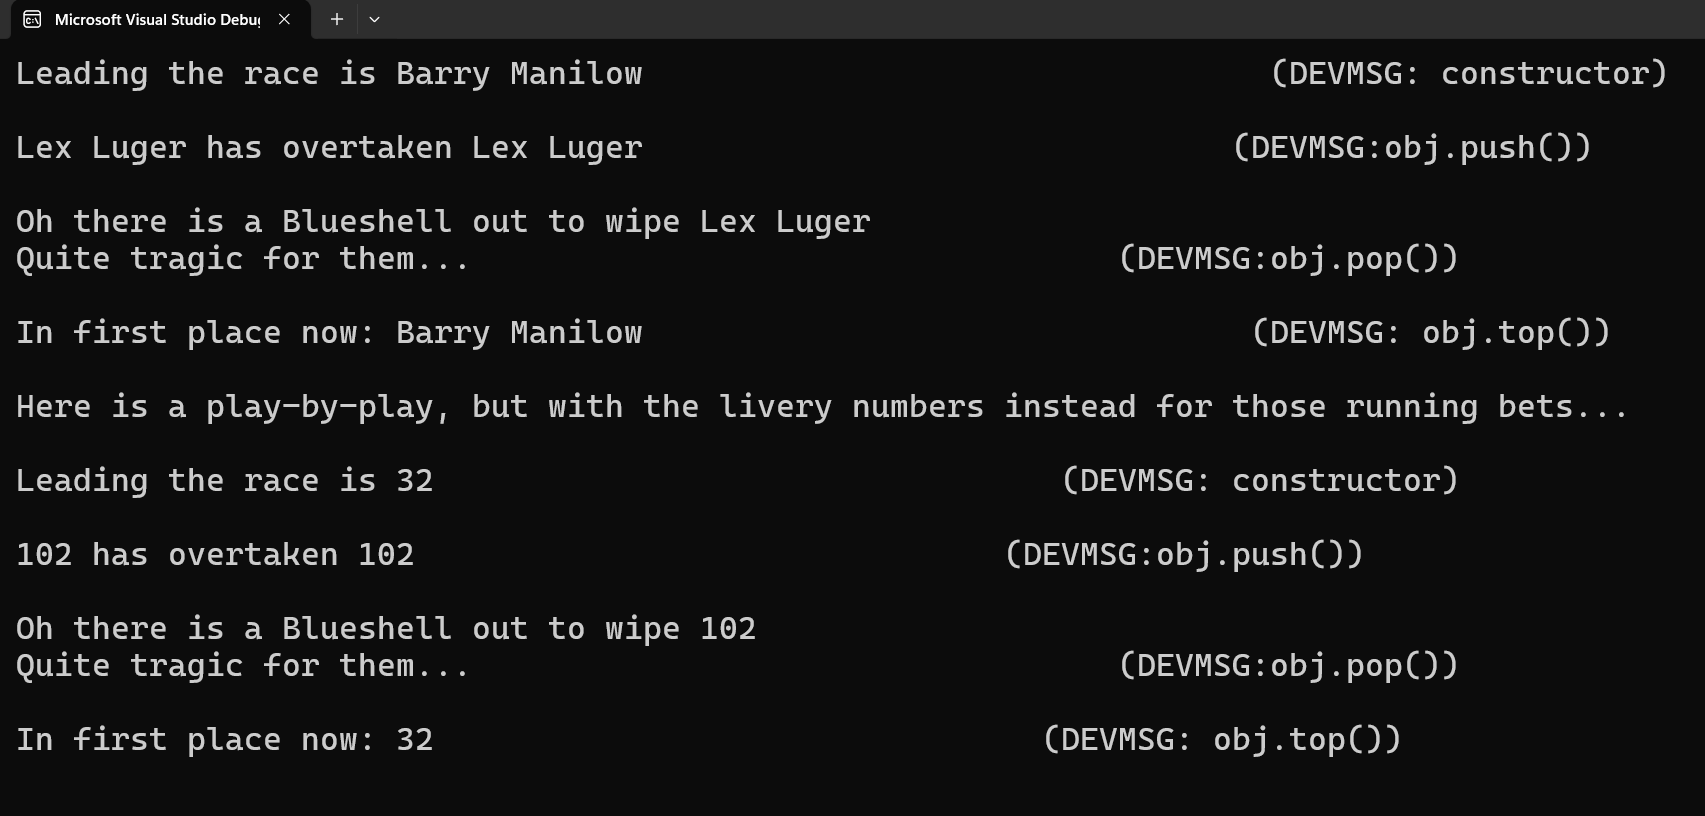 Microsoft Visual Studio Debug
Leading the race is Barry Manilow (DEVMSG: constructor)
Lex Luger has overtaken Lex Luger (DEVMSG:obj.push())
Oh there is a Blueshell out to wipe Lex Luger
Quite tragic for them... (DEVMSG:obj.pop())
In first place now: Barry Manilow (DEVMSG: obj.top())
Here is a play-by-play, but with the livery numbers instead for those running bets...
Leading the race is 32 (DEVMSG: constructor)
102 has overtaken 102 (DEVMSG:obj.push())
Oh there is a Blueshell out to wipe 102
Quite tragic for them... (DEVMSG:obj.pop())
In first place now: 32 (DEVMSG: obj.top())